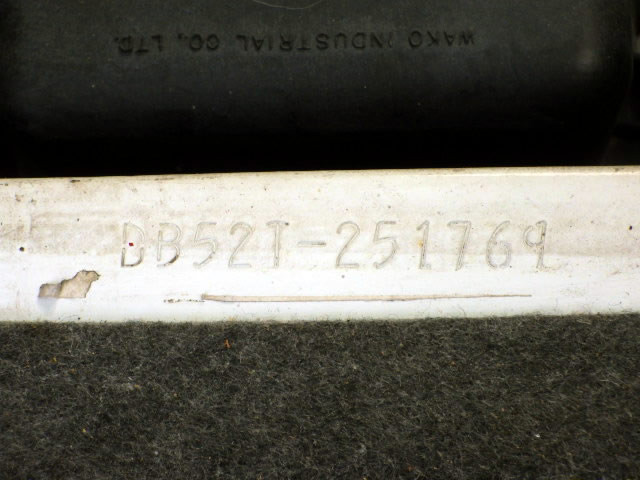 WAKO INDUSTRIAL CO., LTD.
DB52T-251769